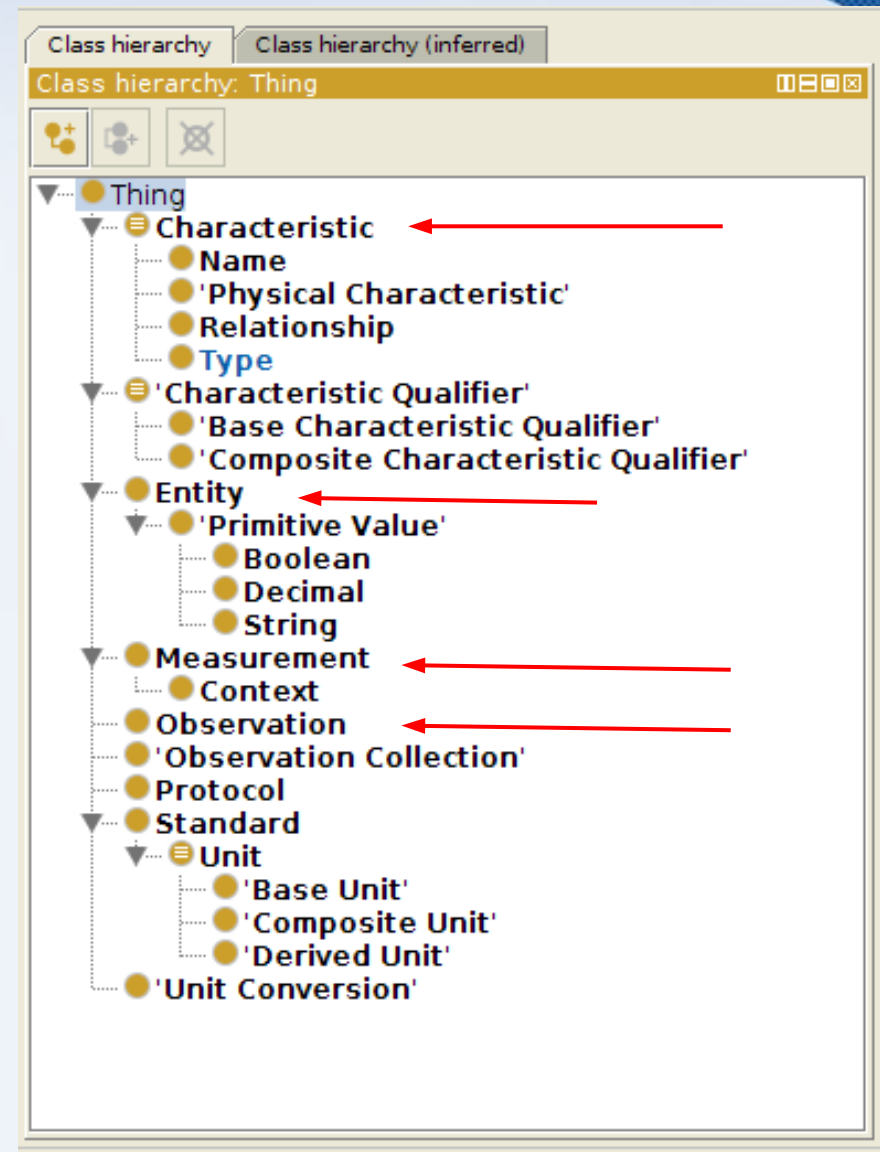 Class hierarchy Class hierarchy (inferred)
Class hierarchy: Thing
Thing
Characteristic
Name
'Physical Characteristic'
Relationship
Type
'Characteristic Qualifier'
'Base Characteristic Qualifier'
'Composite Characteristic Qualifier'
Entity
'Primitive Value'
Boolean
Decimal
String
Measurement
Context
Observation
'Observation Collection'
Protocol
Standard
Unit
'Base Unit'
'Composite Unit'
'Derived Unit'
'Unit Conversion'